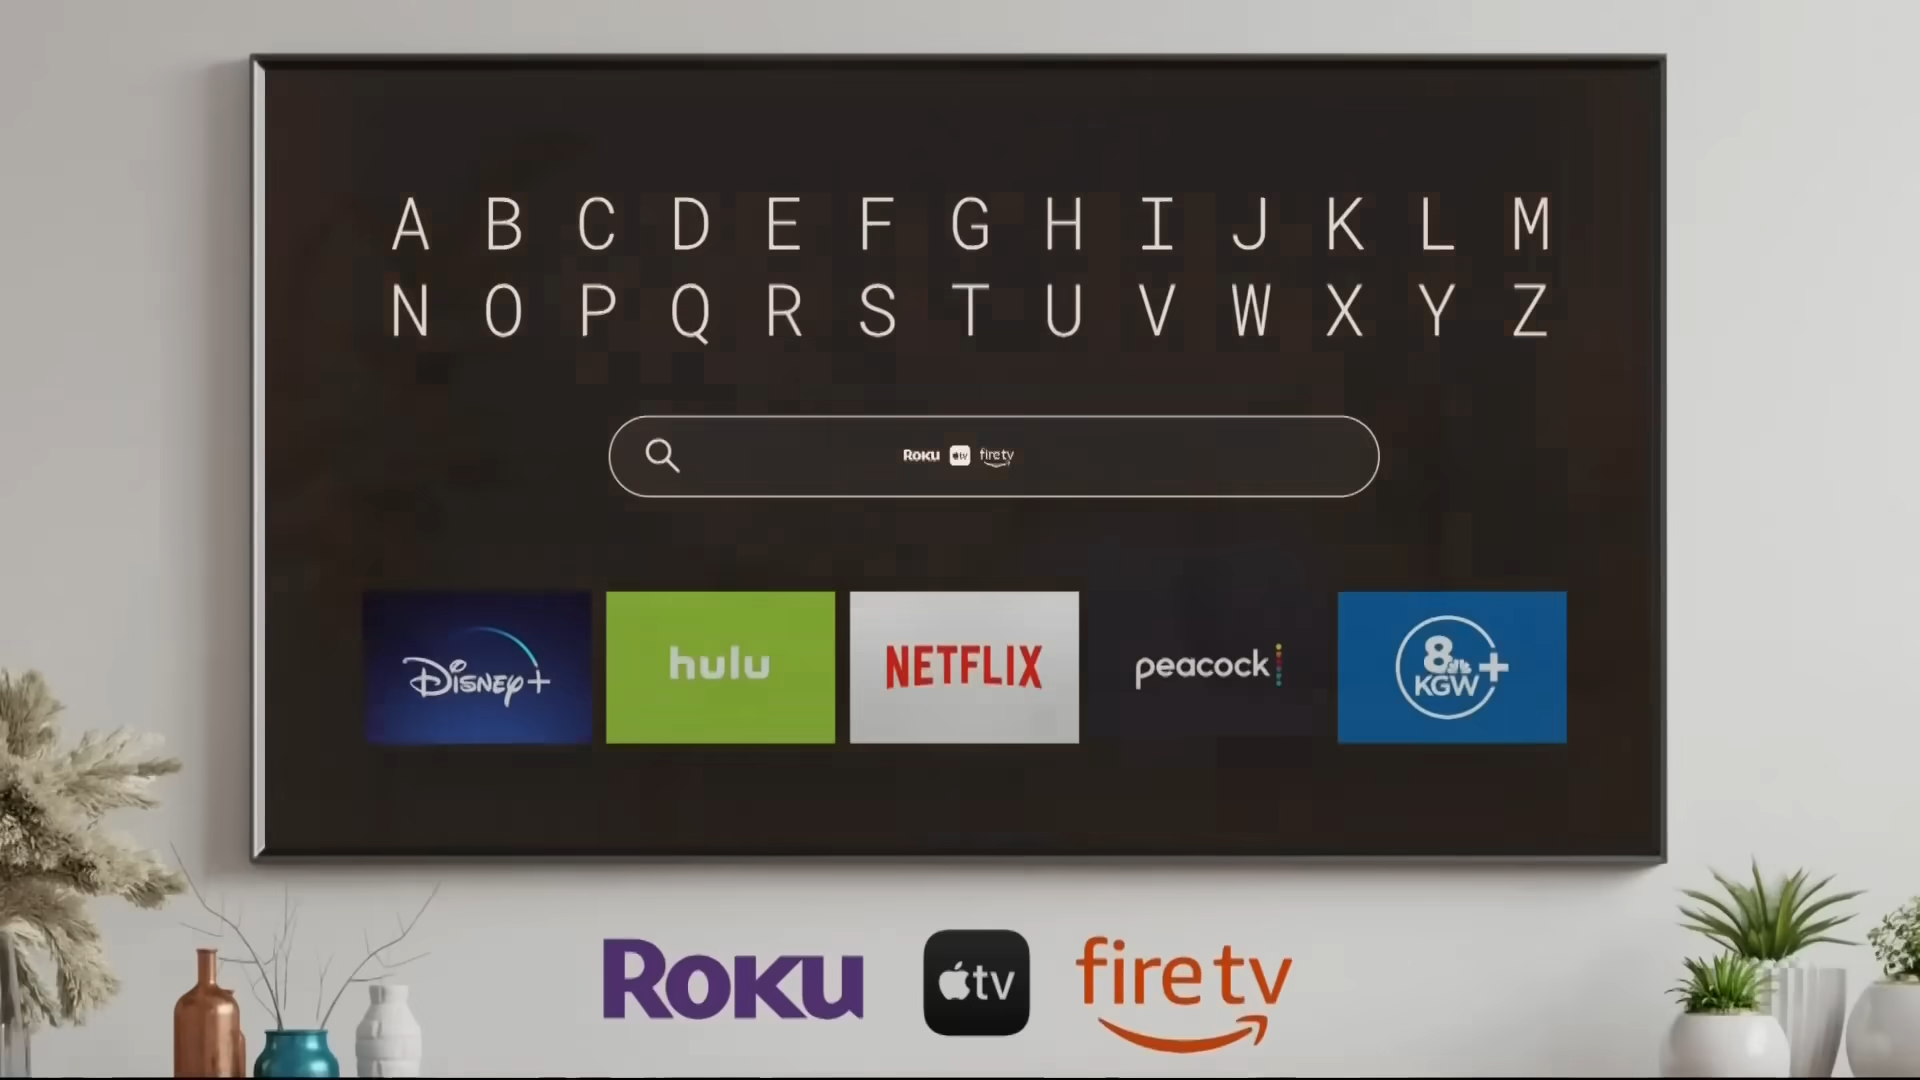 A B C D E F G H I J K L M
N O P Q R S T U V W X Y Z
Roku tv fire tv
Disney+ hulu NETFLIX peacock 8 KGW +
Roku tv fire tv